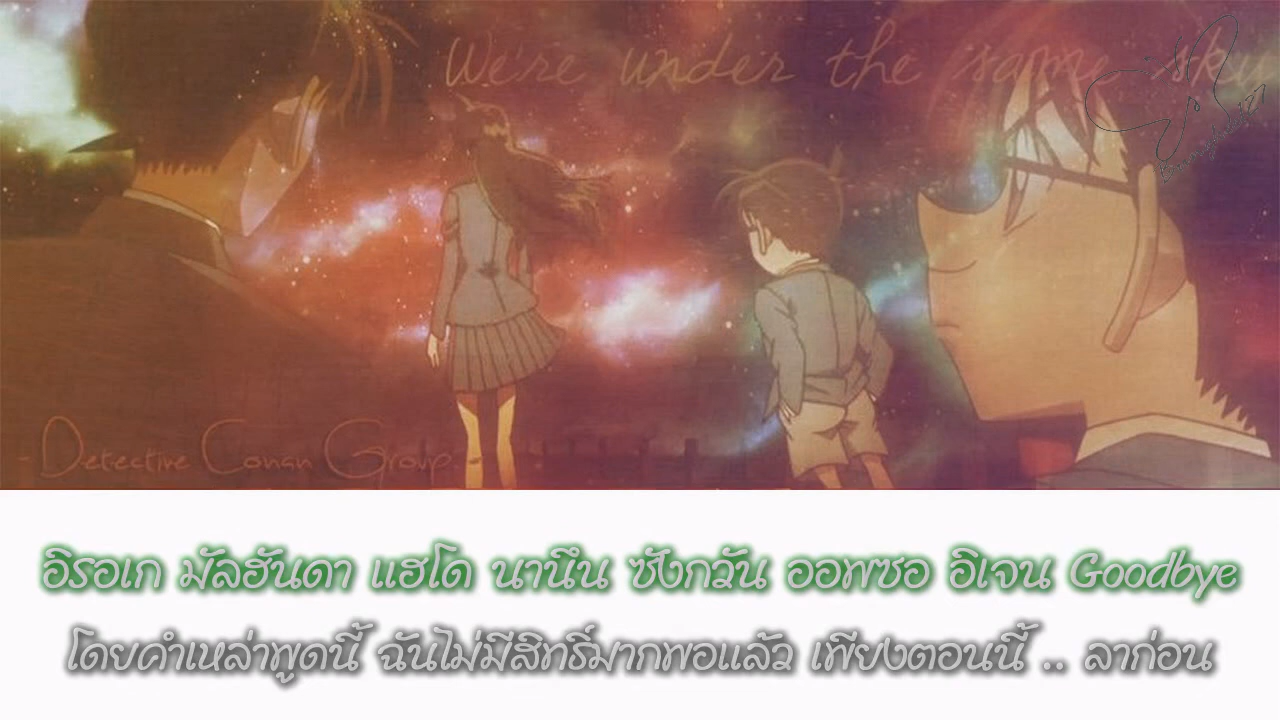 We're under the same sky
- Detective Conan Group -
อิรอเก มัลฮันดา แฮโด นานึน ซังกวัน ออพซอ อิเจน Goodbye
โดยคำเหล่าพูดนี้ ฉันไม่มีสิทธิ์มากพอแล้ว เพียงตอนนี้ .. ลาก่อน